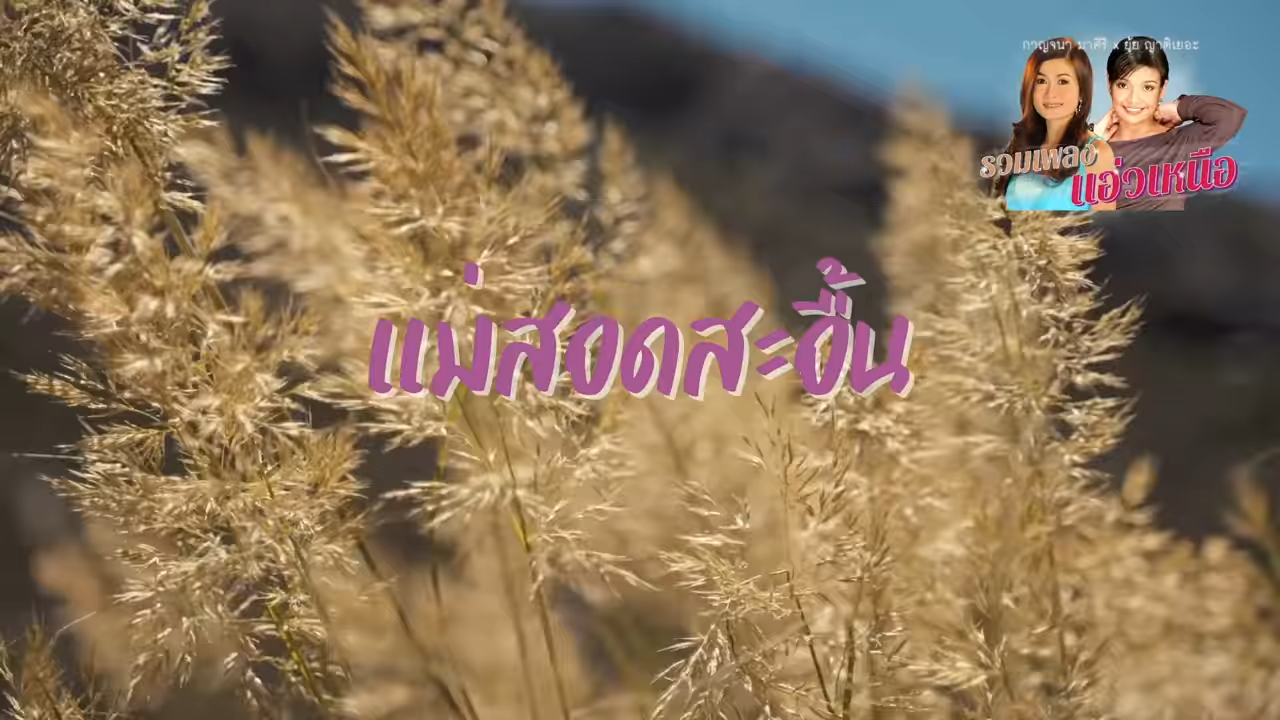 กาญจนา มาศิริ x ยุ้ย ญาติเยอะ
รวมเพลง
แอ่วเหนือ
แม่สอดสะอื้น